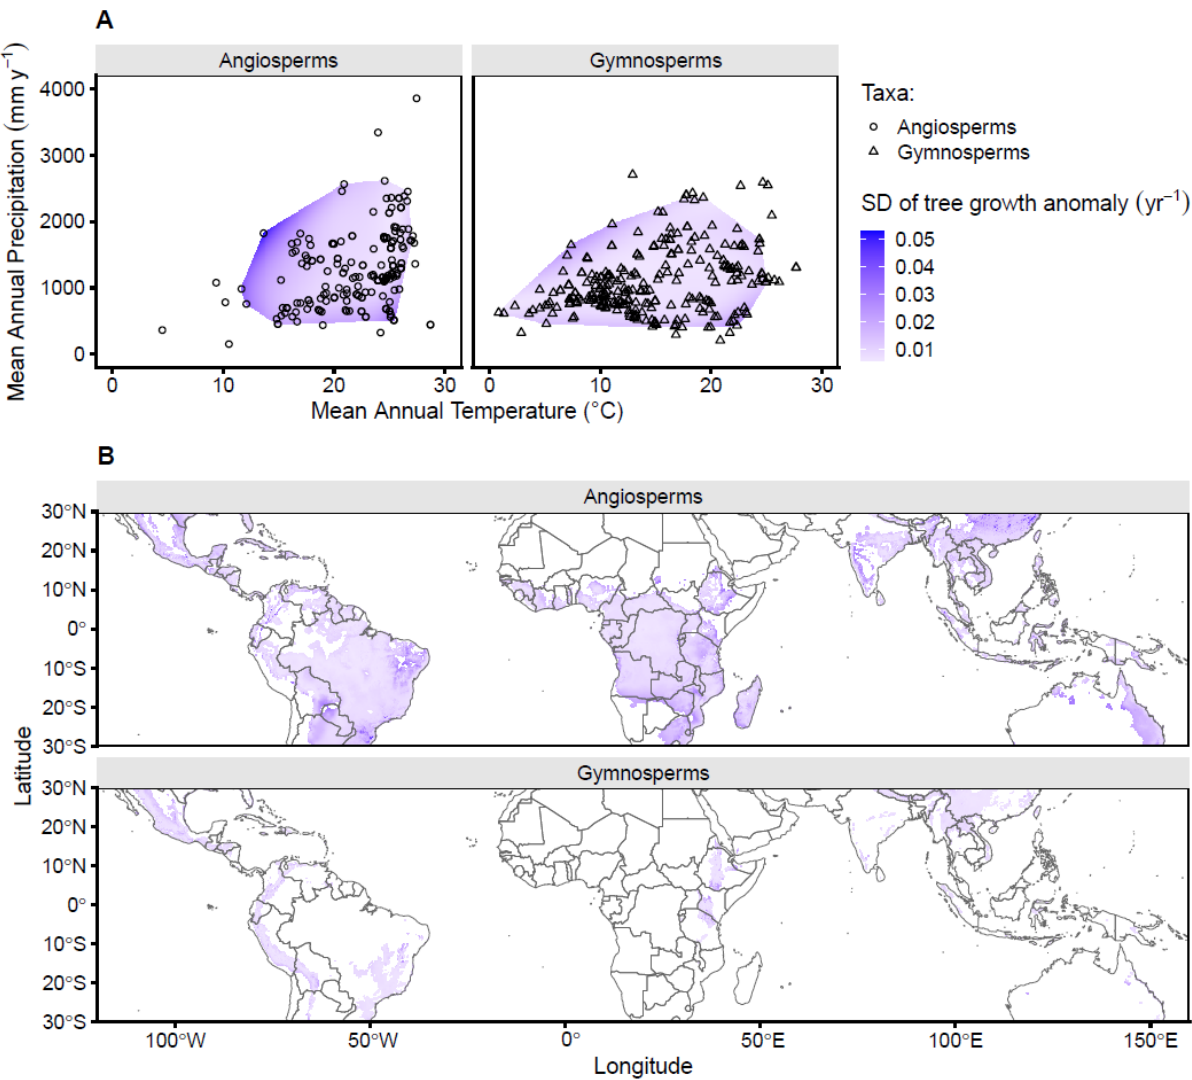 A
Angiosperms
Gymnosperms
Mean Annual Precipitation (mm y⁻¹)
4000
3000
2000
1000
0
0
10
20
30
0
10
20
30
Mean Annual Temperature (°C)
Taxa:
Angiosperms
Gymnosperms
SD of tree growth anomaly (yr⁻¹)
0.05
0.04
0.03
0.02
0.01
B
Angiosperms
30°N
20°N
10°N
0°
10°S
20°S
30°S
Latitude
Gymnosperms
30°N
20°N
10°N
0°
10°S
20°S
30°S
100°W
50°W
0°
50°E
100°E
150°E
Longitude